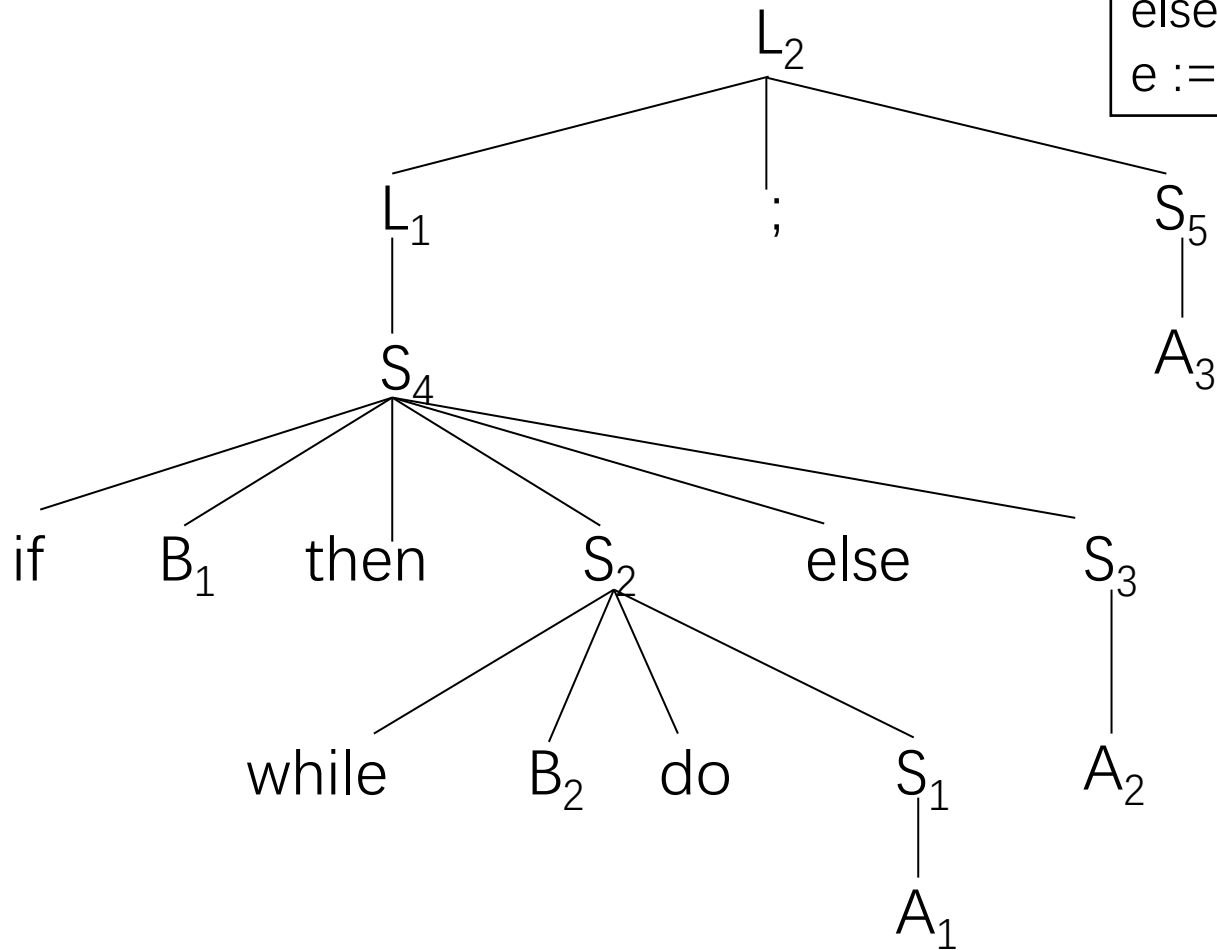 else
e :=
L₂
L₁ ; S₅
S₄ A₃
if B₁ then S₂ else S₃
while B₂ do S₁ A₂
A₁